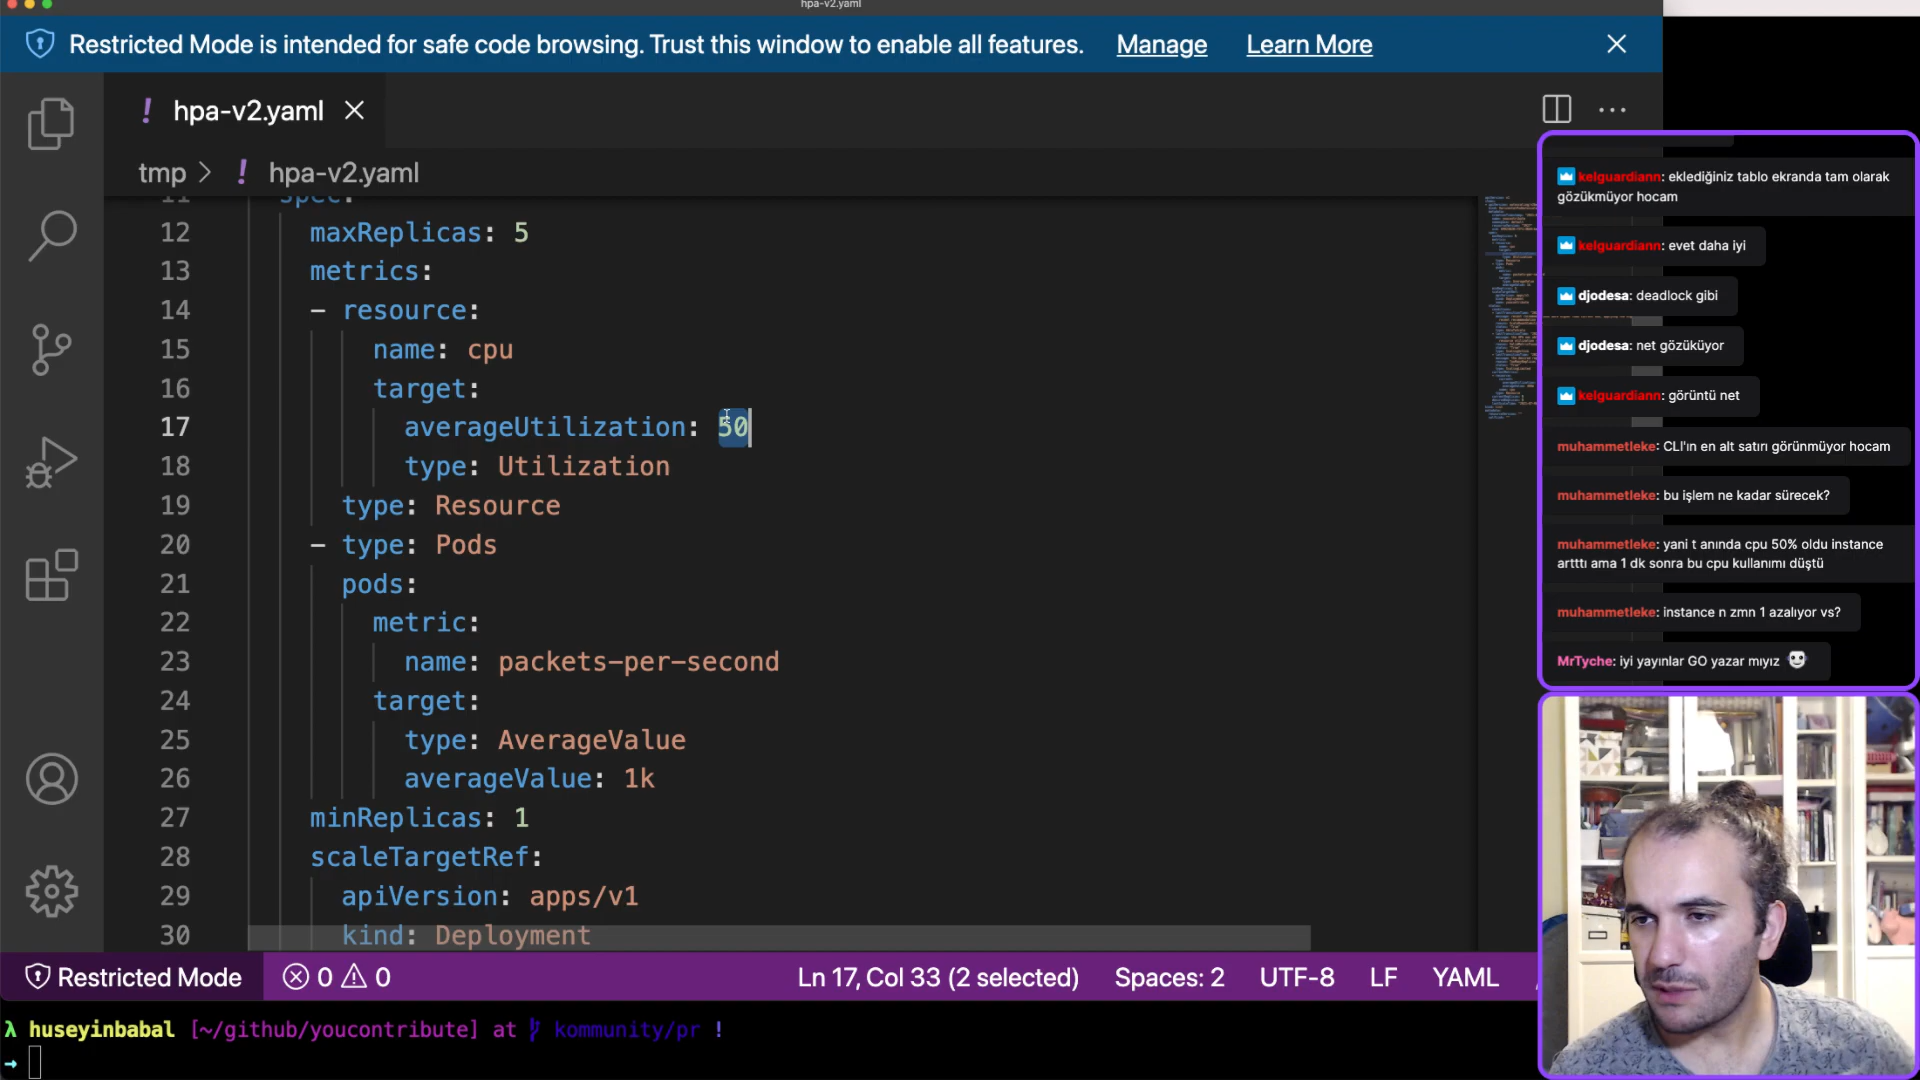 hpa-v2.yaml
Restricted Mode is intended for safe code browsing. Trust this window to enable all features. Manage Learn More
! hpa-v2.yaml
tmp > ! hpa-v2.yaml
11 spec:
12 maxReplicas: 5
13 metrics:
14 - resource:
15 name: cpu
16 target:
17 averageUtilization: 50
18 type: Utilization
19 type: Resource
20 - type: Pods
21 pods:
22 metric:
23 name: packets-per-second
24 target:
25 type: AverageValue
26 averageValue: 1k
27 minReplicas: 1
28 scaleTargetRef:
29 apiVersion: apps/v1
30 kind: Deployment
Restricted Mode 0 0 Ln 17, Col 33 (2 selected) Spaces: 2 UTF-8 LF YAML
λ huseyinbabal [~/github/youcontribute] at kommunity/pr !
→
kelguardiann: eklediğiniz tablo ekranda tam olarak
gözükmüyor hocam
kelguardiann: evet daha iyi
djodesa: deadlock gibi
djodesa: net gözüküyor
kelguardiann: görüntü net
muhammetleke: CLI'ın en alt satırı görünmüyor hocam
muhammetleke: bu işlem ne kadar sürecek?
muhammetleke: yani t anında cpu 50% oldu instance
artttı ama 1 dk sonra bu cpu kullanımı düştü
muhammetleke: instance n zmn 1 azalıyor vs?
MrTyche: iyi yayınlar GO yazar mıyız